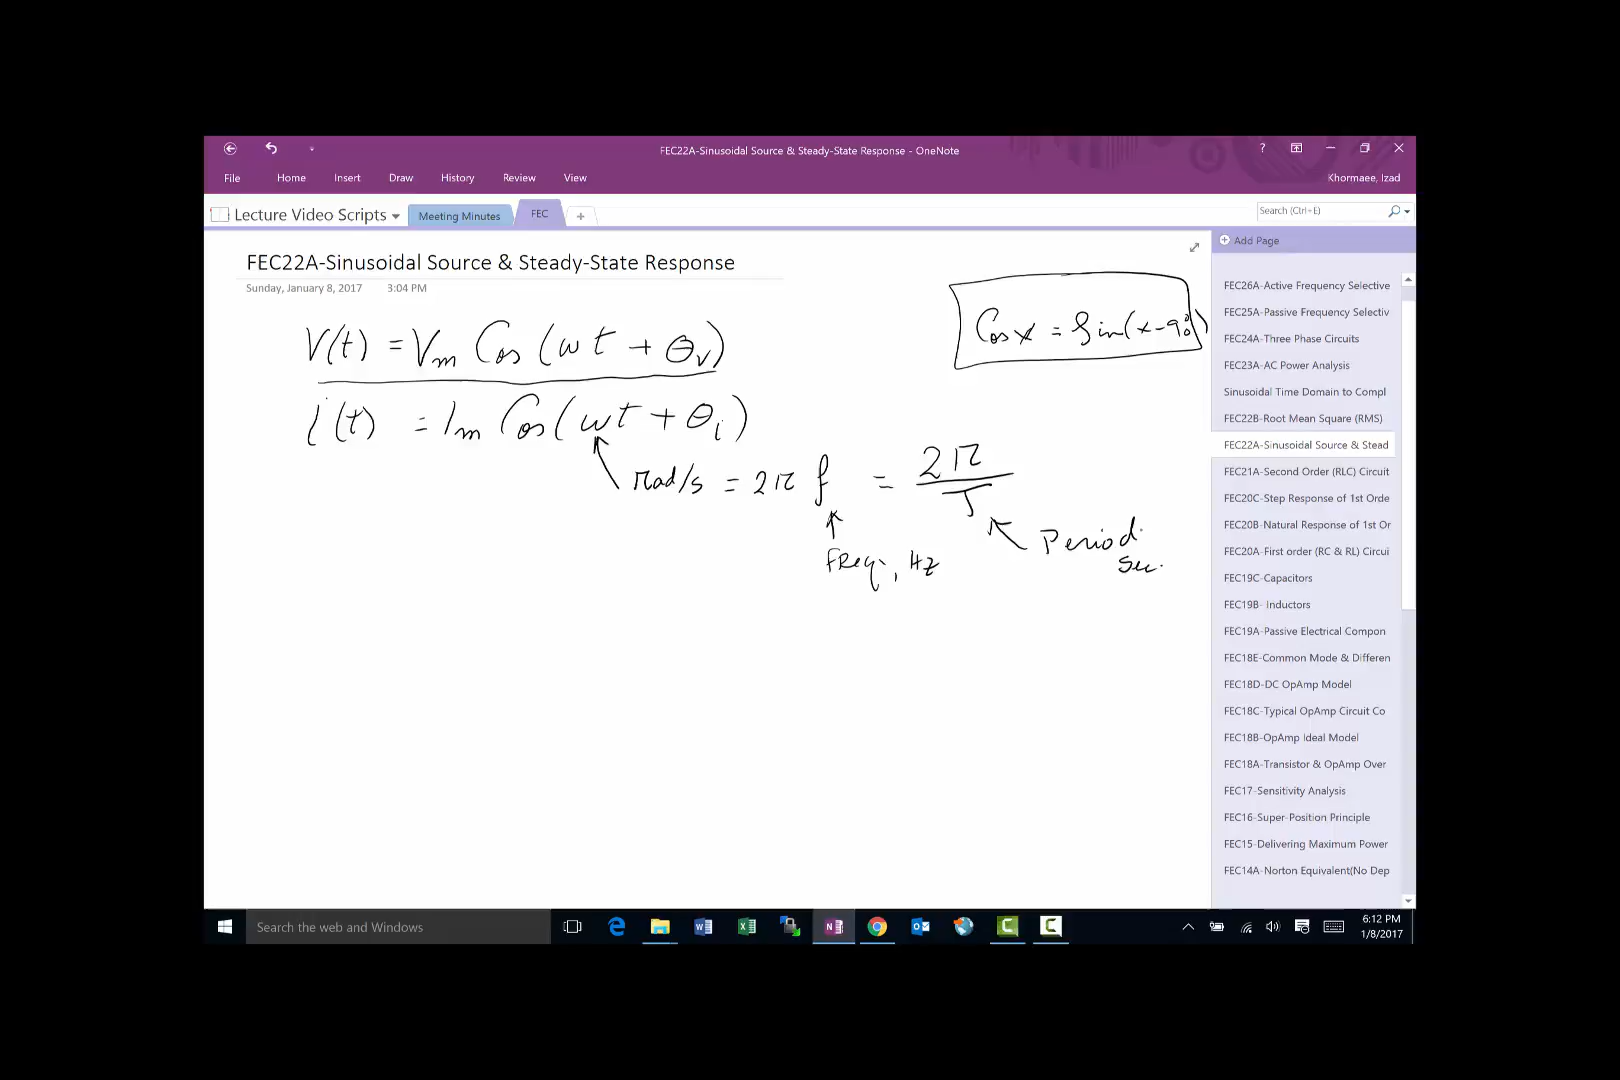 FEC22A-Sinusoidal Source & Steady-State Response - OneNote
?
File Home Insert Draw History Review View
Khormaee, Izad
Lecture Video Scripts Meeting Minutes FEC +
Search (Ctrl+E)
Add Page
FEC22A-Sinusoidal Source & Steady-State Response
Sunday, January 8, 2017 3:04 PM
V(t) = Vm Cos (ωt + θv)
i(t) = Im Cos (ωt + θi)
Cos x = Sin(x-90°)
rad/s = 2π f = 2π/T
Freq., Hz
Period
Sec.
FEC26A-Active Frequency Selective
FEC25A-Passive Frequency Selectiv
FEC24A-Three Phase Circuits
FEC23A-AC Power Analysis
Sinusoidal Time Domain to Compl
FEC22B-Root Mean Square (RMS)
FEC22A-Sinusoidal Source & Stead
FEC21A-Second Order (RLC) Circuit
FEC20C-Step Response of 1st Orde
FEC20B-Natural Response of 1st Or
FEC20A-First order (RC & RL) Circui
FEC19C-Capacitors
FEC19B- Inductors
FEC19A-Passive Electrical Compon
FEC18E-Common Mode & Differen
FEC18D-DC OpAmp Model
FEC18C-Typical OpAmp Circuit Co
FEC18B-OpAmp Ideal Model
FEC18A-Transistor & OpAmp Over
FEC17-Sensitivity Analysis
FEC16-Super-Position Principle
FEC15-Delivering Maximum Power
FEC14A-Norton Equivalent(No Dep
Search the web and Windows
6:12 PM
1/8/2017